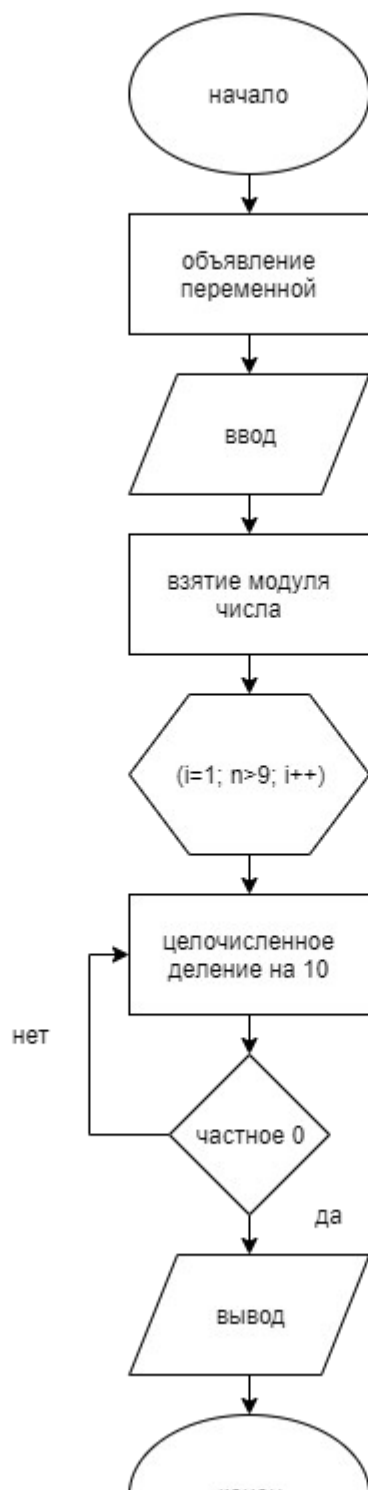 начало
объявление
переменной
ввод
взятие модуля
числа
(i=1; n>9; i++)
целочисленное
деление на 10
нет
частное 0
да
вывод